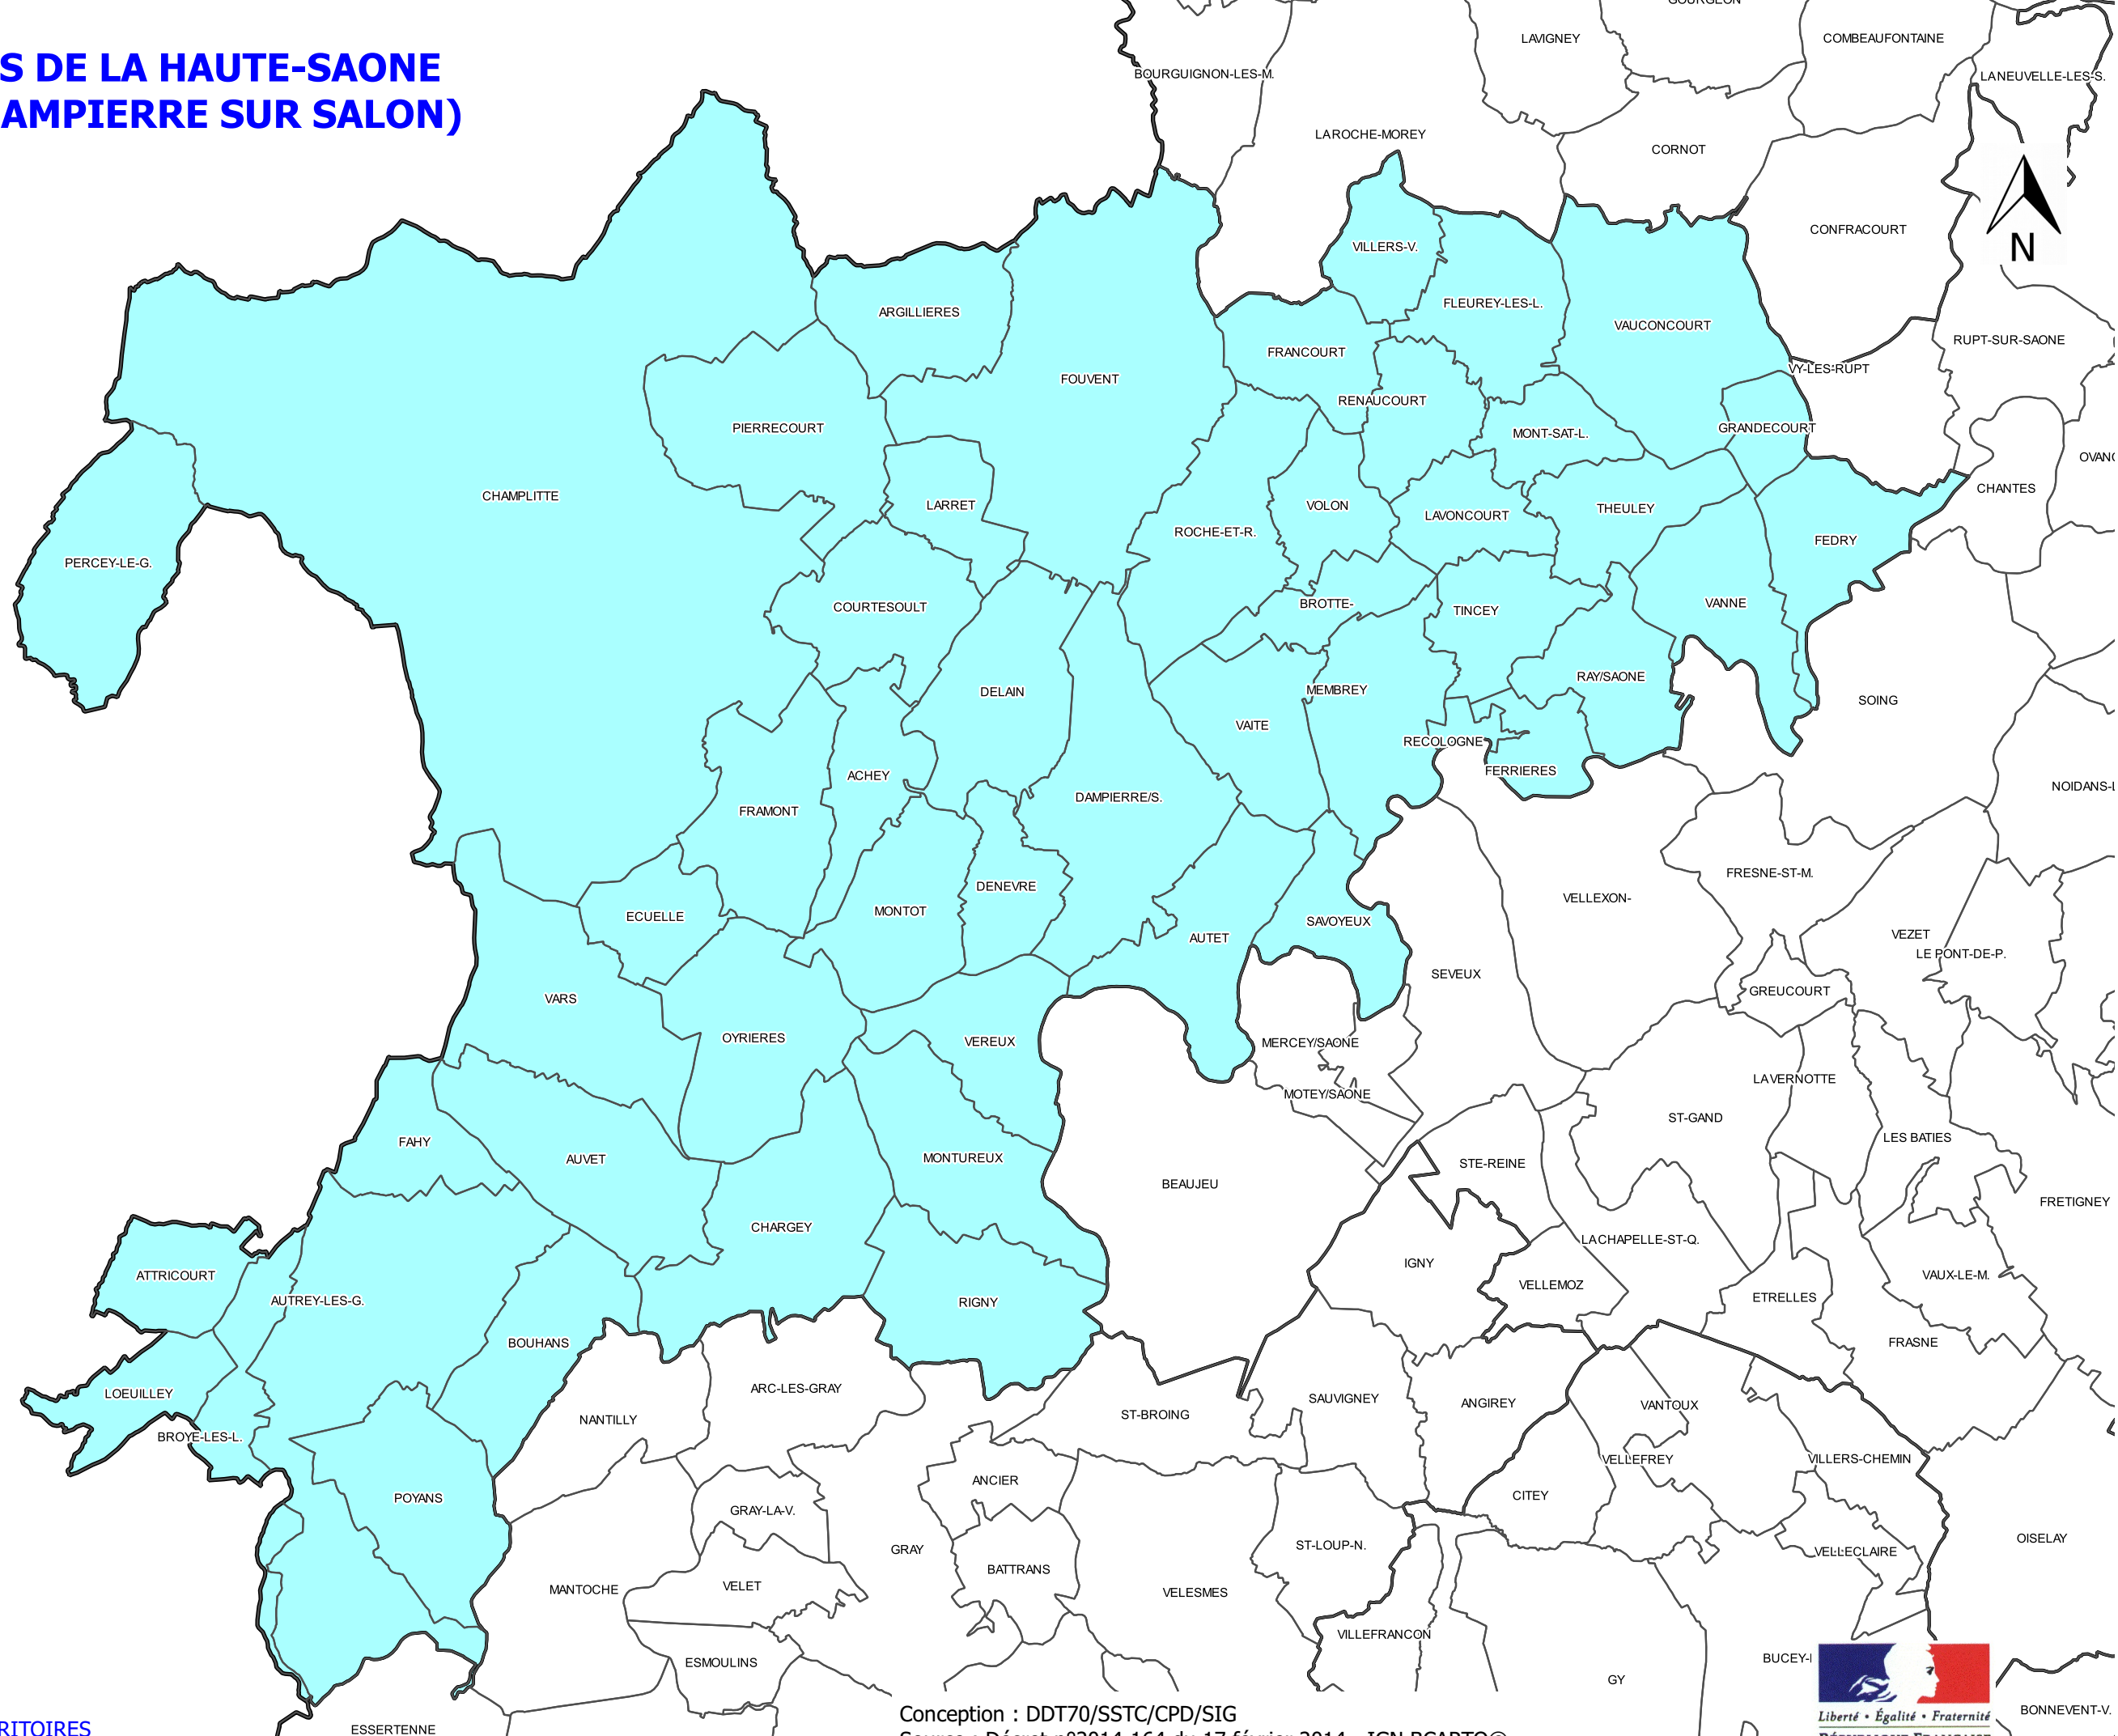 S DE LA HAUTE-SAONE
AMPIERRE SUR SALON)
LAVIGNEY
COMBEAUFONTAINE
BOURGUIGNON-LES-M.
LANEUVELLE-LES-S.
LA ROCHE-MOREY
CORNOT
CONFRACOURT
N
VILLERS-V.
FLEUREY-LES-L.
ARGILLIERES
VAUCONCOURT
RUPT-SUR-SAONE
FRANCOURT
VY-LES-RUPT
FOUVENT
RENAUCOURT
PIERRECOURT
GRANDECOURT
MONT-SAT-L.
OVANC
CHANTES
CHAMPLITTE
LARRET
VOLON
THEULEY
LAVONCOURT
ROCHE-ET-R.
FEDRY
PERCEY-LE-G.
BROTTE-
VANNE
COURTESOULT
TINCEY
RAY/SAONE
DELAIN
MEMBREY
SOING
VAITE
RECOLOGNE
FERRIERES
ACHEY
NOIDANS-L
DAMPIERRE/S.
FRAMONT
FRESNE-ST-M.
DENEVRE
VELLEXON-
MONTOT
ECUELLE
SAVOYEUX
AUTET
VEZET
LE PONT-DE-P.
SEVEUX
GREUCOURT
VARS
OYRIERES
VEREUX
MERCEY/SAONE
LAVERNOTTE
MOTEY/SAONE
ST-GAND
LES BATIES
FAHY
AUVET
MONTUREUX
STE-REINE
BEAUJEU
FRETIGNEY
CHARGEY
LA CHAPELLE-ST-Q.
IGNY
ATTRICOURT
VAUX-LE-M.
VELLEMOZ
ETRELLES
AUTREY-LES-G.
RIGNY
BOUHANS
FRASNE
ARC-LES-GRAY
LOEUILLEY
SAUVIGNEY
ANGIREY
VANTOUX
ST-BROING
NANTILLY
BROYE-LES-L.
VELLEFREY
VILLERS-CHEMIN
ANCIER
CITEY
POYANS
GRAY-LA-V.
OISELAY
ST-LOUP-N.
GRAY
VELLECLAIRE
BATTRANS
VELET
MANTOCHE
VELESMES
VILLEFRANCON
BUCEY-
ESMOULINS
GY
BONNEVENT-V.
Conception : DDT70/SSTC/CPD/SIG
Liberté • Égalité • Fraternité
RITOIRES
ESSERTENNE